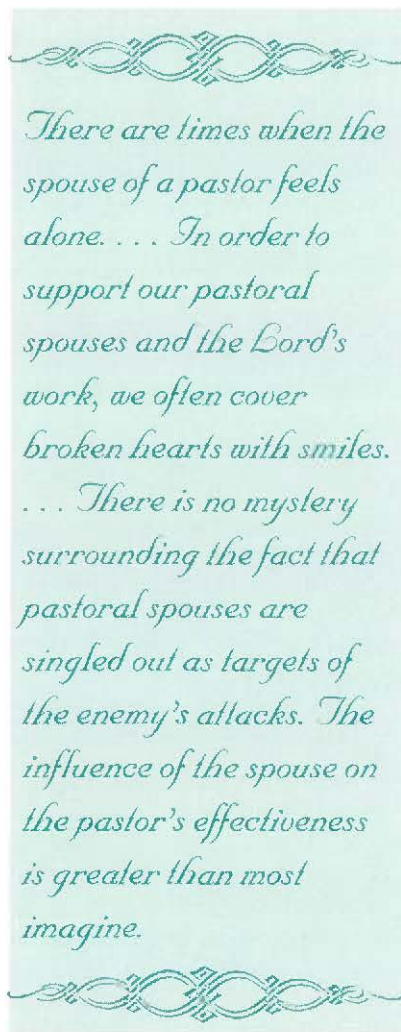 There are times when the
spouse of a pastor feels
alone. . . . In order to
support our pastoral
spouses and the Lord's
work, we often cover
broken hearts with smiles.
. . . There is no mystery
surrounding the fact that
pastoral spouses are
singled out as targets of
the enemy's attacks. The
influence of the spouse on
the pastor's effectiveness
is greater than most
imagine.